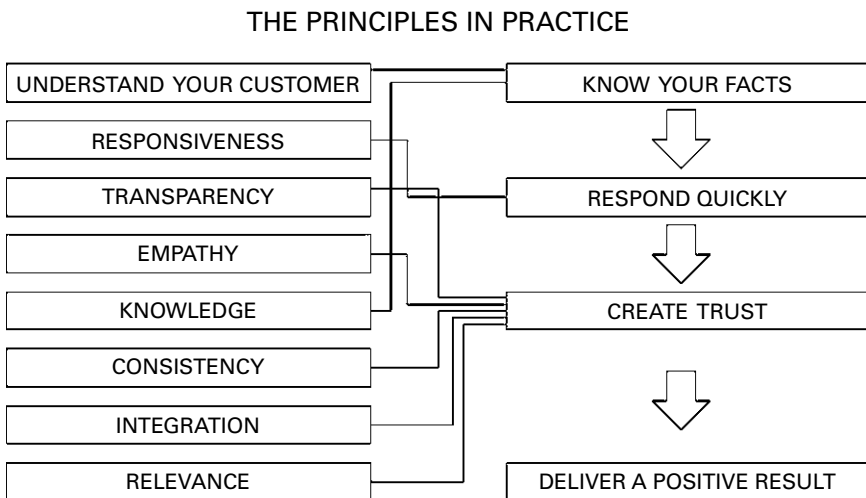 THE PRINCIPLES IN PRACTICE
UNDERSTAND YOUR CUSTOMER
RESPONSIVENESS
TRANSPARENCY
EMPATHY
KNOWLEDGE
CONSISTENCY
INTEGRATION
RELEVANCE
KNOW YOUR FACTS
RESPOND QUICKLY
CREATE TRUST
DELIVER A POSITIVE RESULT